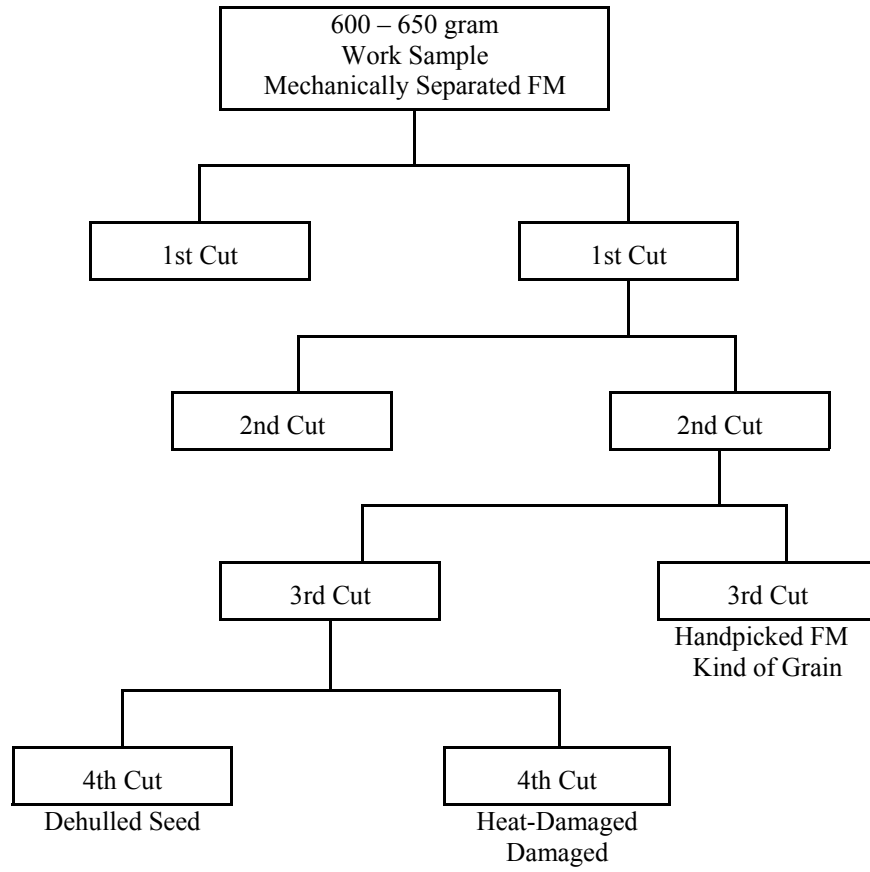 600 – 650 gram
Work Sample
Mechanically Separated FM
1st Cut
1st Cut
2nd Cut
2nd Cut
3rd Cut
3rd Cut
Handpicked FM
Kind of Grain
4th Cut
4th Cut
Dehulled Seed
Heat-Damaged
Damaged